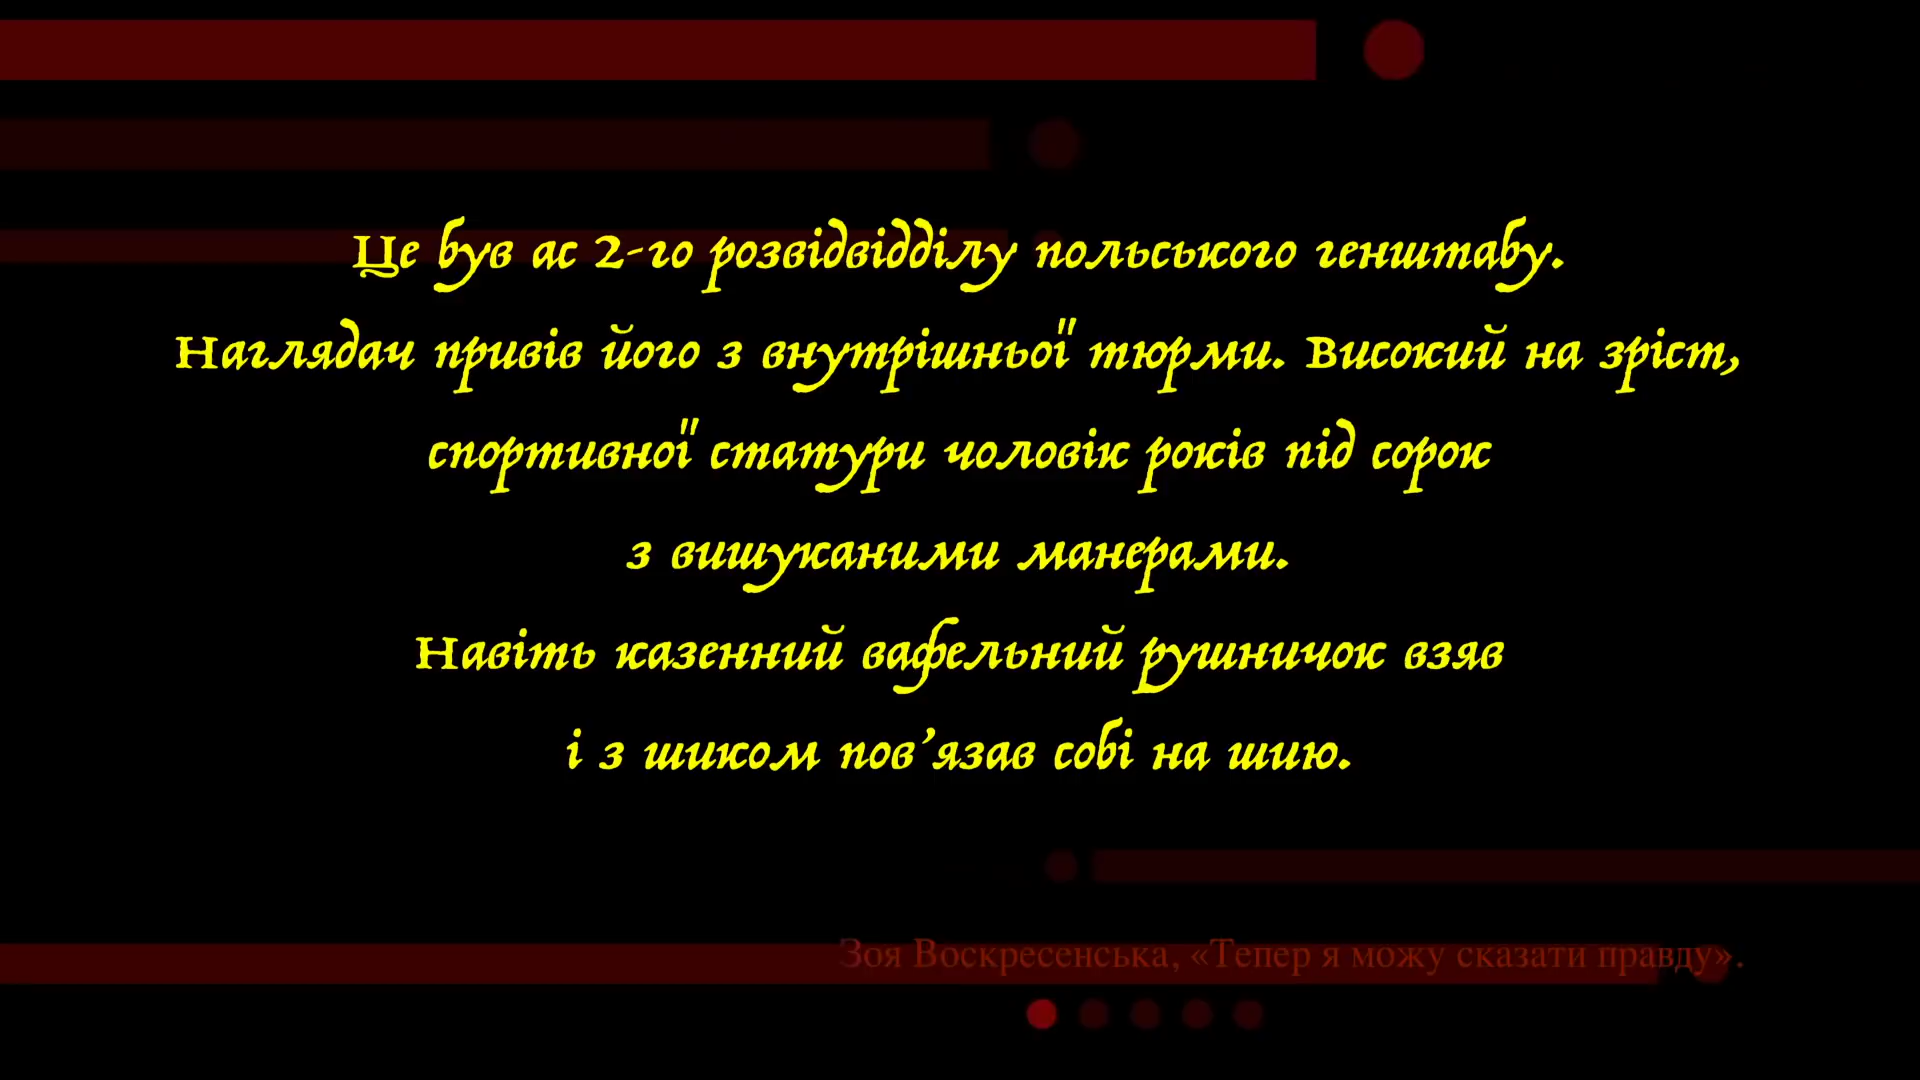 Це був ас 2-го розвідвідділу польського генштабу.
Наглядач привів його з внутрішньої тюрми. Високий на зріст,
спортивної статури чоловік років під сорок
з вишуканими манерами.
Навіть казенний вафельний рушничок взяв
і з шиком пов’язав собі на шию.
Зоя Воскресенська, «Тепер я можу сказати правду».